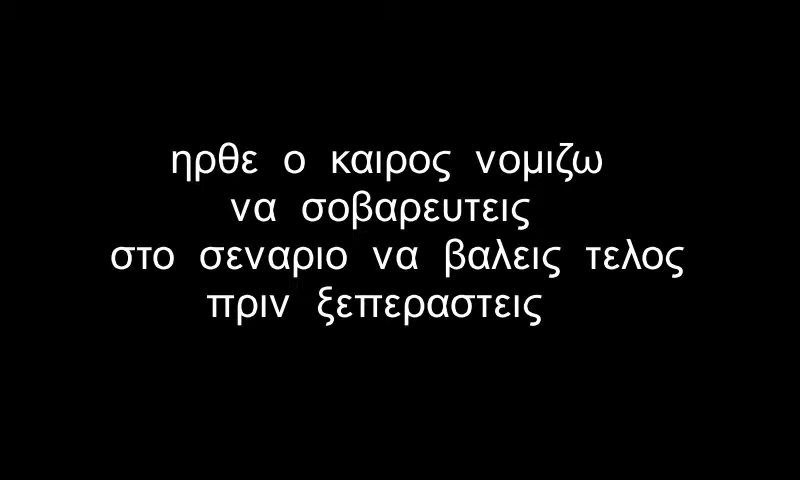 ηρθε ο καιρος νομιζω
να σοβαρευτεις
στο σεναριο να βαλεις τελος
πριν ξεπεραστεις